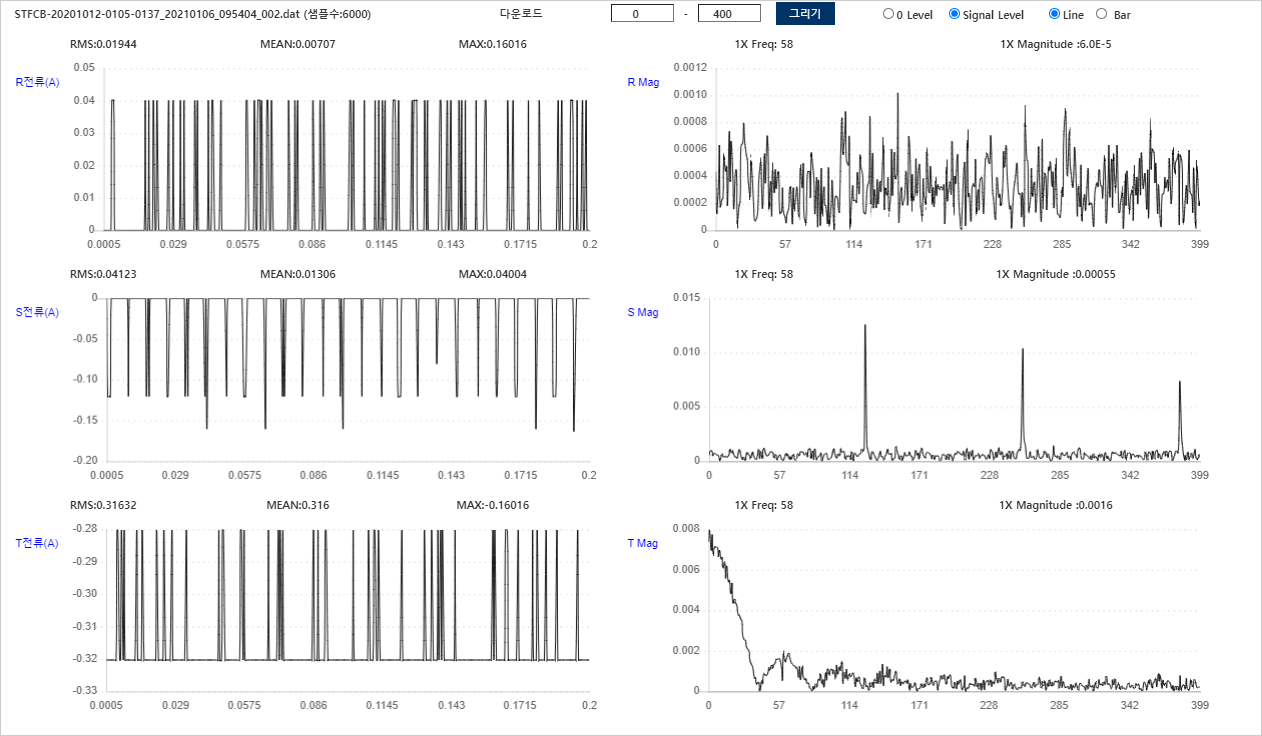 STFCB-20201012-0105-0137_20210106_095404_002.dat (샘플수:6000) 다운로드 0 - 400 그리기 0 Level Signal Level Line Bar
RMS:0.01944 MEAN:0.00707 MAX:0.16016 1X Freq: 58 1X Magnitude :6.0E-5
R전류(A)
0.05
0.04
0.03
0.02
0.01
0
0.0005 0.029 0.0575 0.086 0.1145 0.143 0.1715 0.2
R Mag
0.0012
0.0010
0.0008
0.0006
0.0004
0.0002
0
0 57 114 171 228 285 342 399
RMS:0.04123 MEAN:0.01306 MAX:0.04004 1X Freq: 58 1X Magnitude :0.00055
S전류(A)
0
-0.05
-0.10
-0.15
-0.20
0.0005 0.029 0.0575 0.086 0.1145 0.143 0.1715 0.2
S Mag
0.015
0.010
0.005
0
0 57 114 171 228 285 342 399
RMS:0.31632 MEAN:0.316 MAX:-0.16016 1X Freq: 58 1X Magnitude :0.0016
T전류(A)
-0.28
-0.29
-0.30
-0.31
-0.32
-0.33
0.0005 0.029 0.0575 0.086 0.1145 0.143 0.1715 0.2
T Mag
0.008
0.006
0.004
0.002
0
0 57 114 171 228 285 342 399